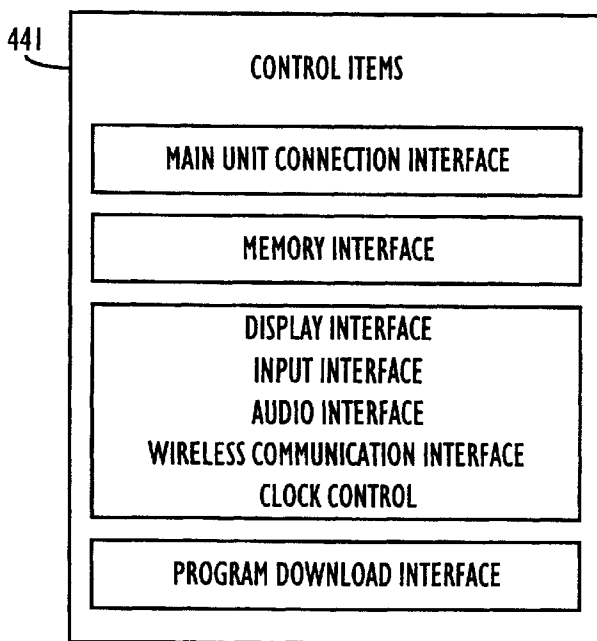 441
CONTROL ITEMS
MAIN UNIT CONNECTION INTERFACE
MEMORY INTERFACE
DISPLAY INTERFACE
INPUT INTERFACE
AUDIO INTERFACE
WIRELESS COMMUNICATION INTERFACE
CLOCK CONTROL
PROGRAM DOWNLOAD INTERFACE